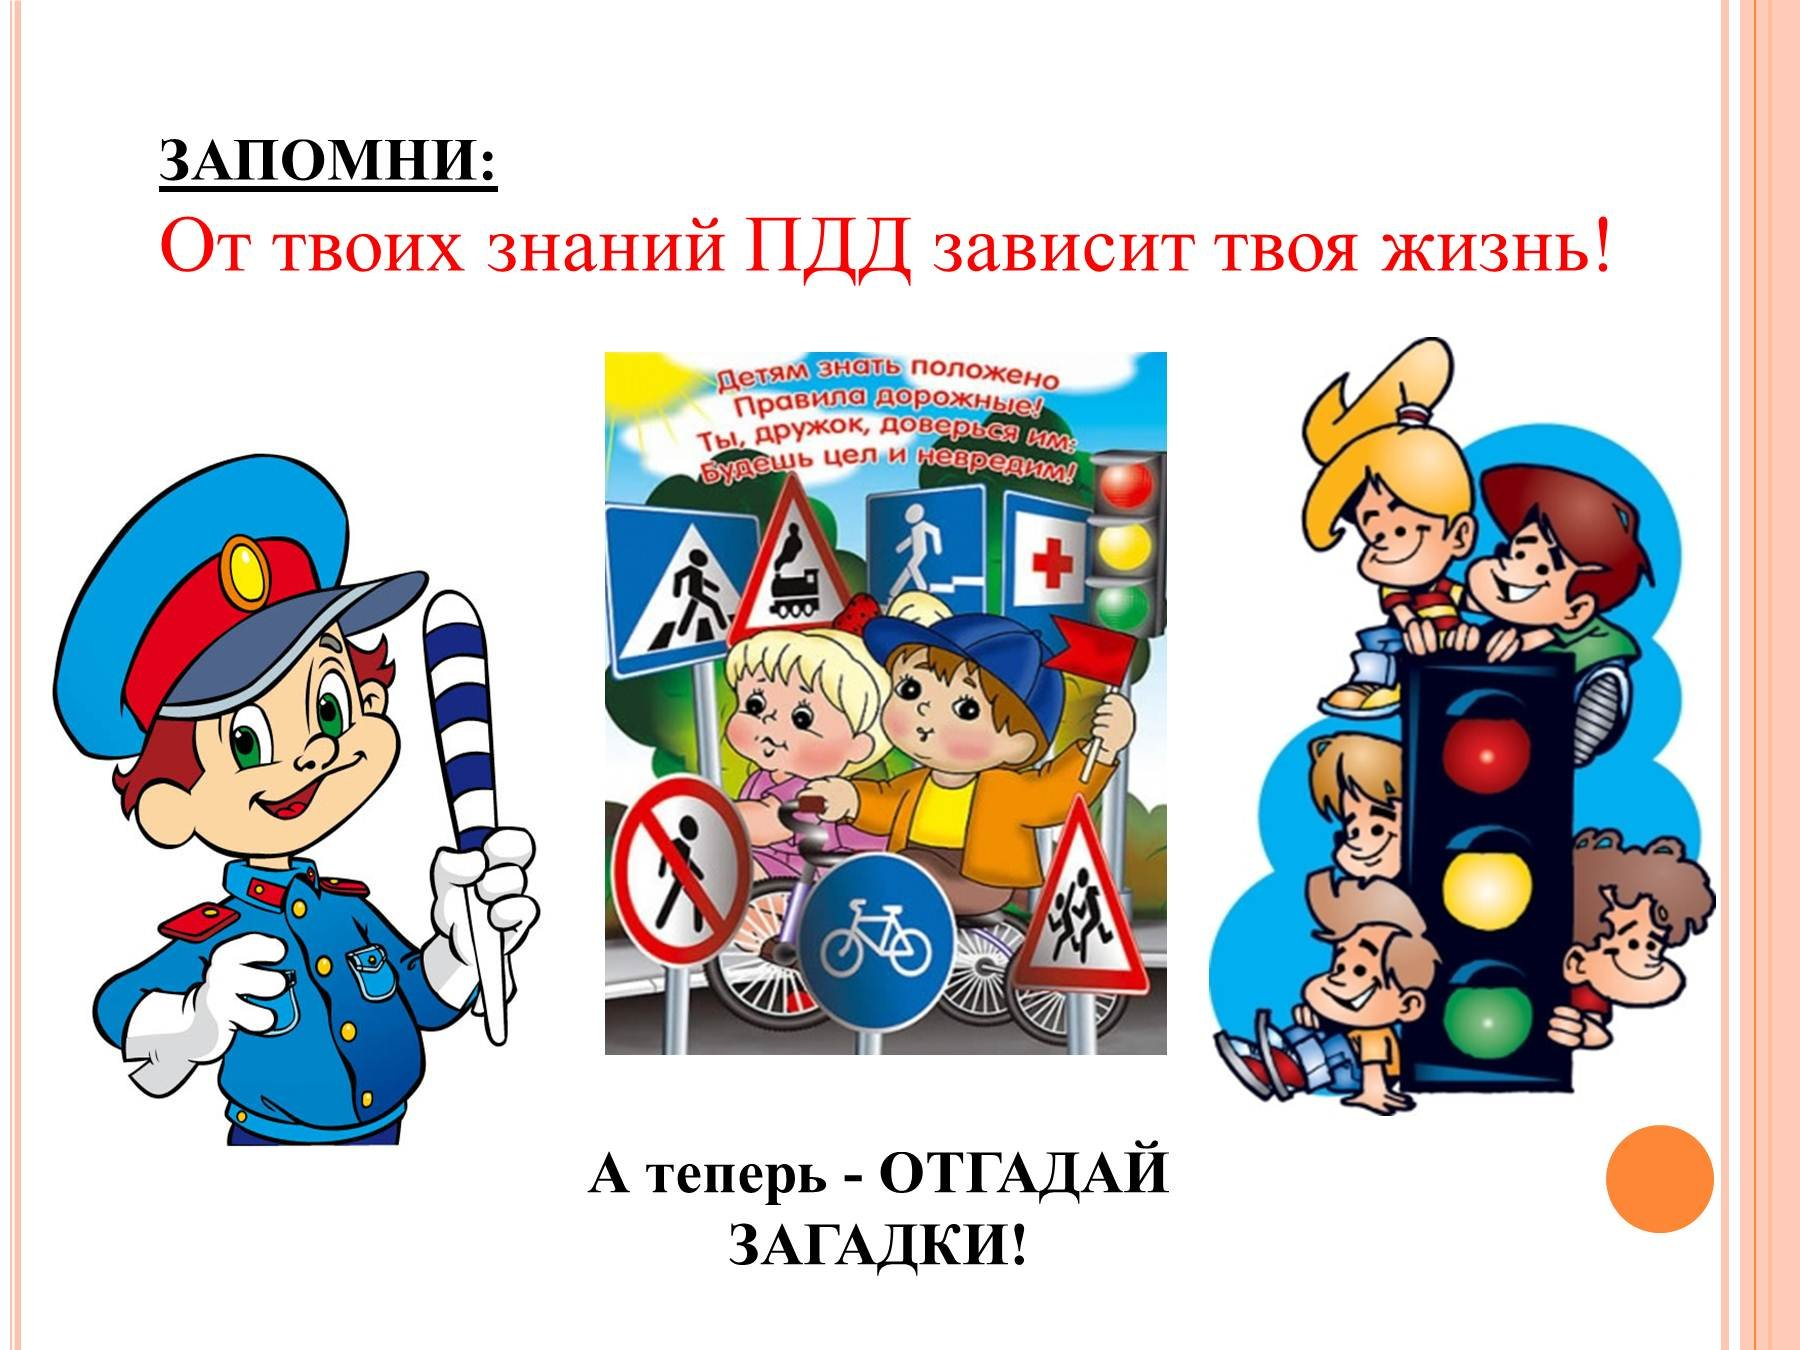 ЗАПОМНИ:
От твоих знаний ПДД зависит твоя жизнь!
Детям знать положено
Правила дорожные!
Ты, дружок, доверься им:
Будешь цел и невредим!
А теперь - ОТГАДАЙ
ЗАГАДКИ!